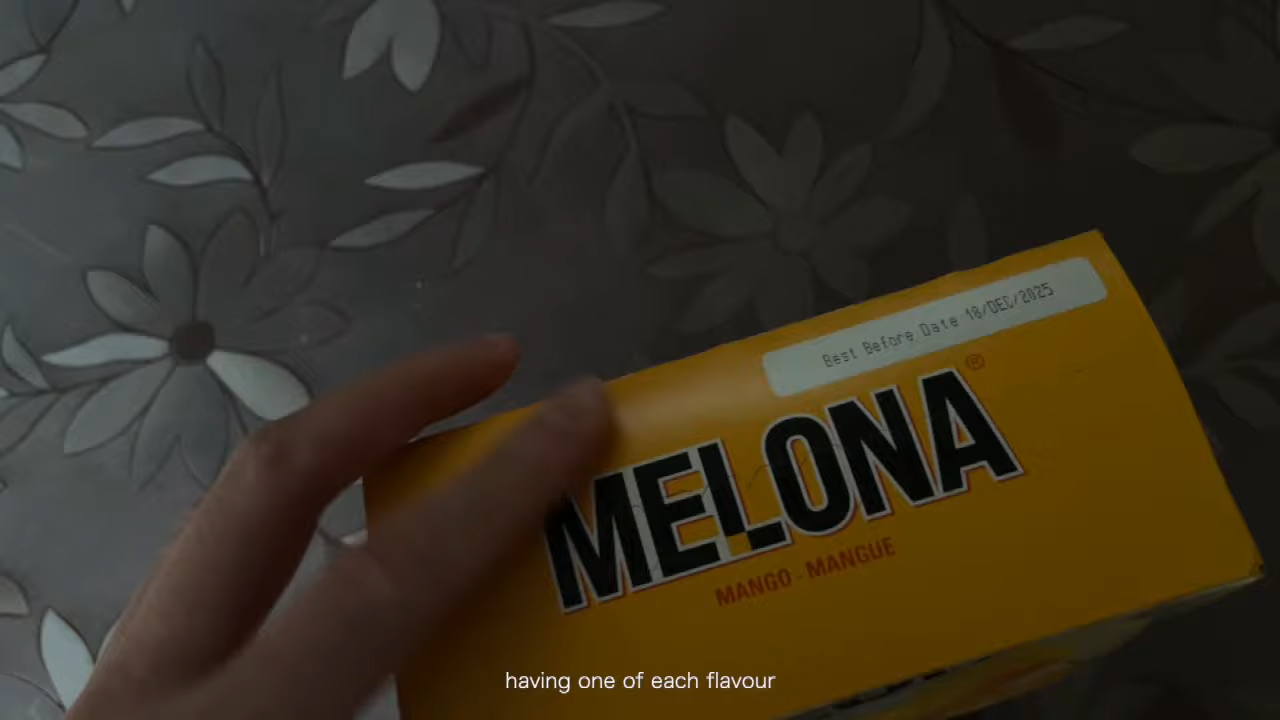 Best Before Date 18/DEC/2025
MELONA®
MANGO - MANGUE
having one of each flavour